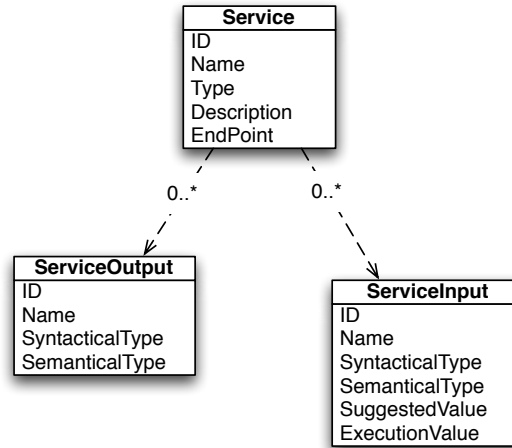 Service
ID
Name
Type
Description
EndPoint
0..*
0..*
ServiceOutput
ID
Name
SyntacticalType
SemanticalType
ServiceInput
ID
Name
SyntacticalType
SemanticalType
SuggestedValue
ExecutionValue